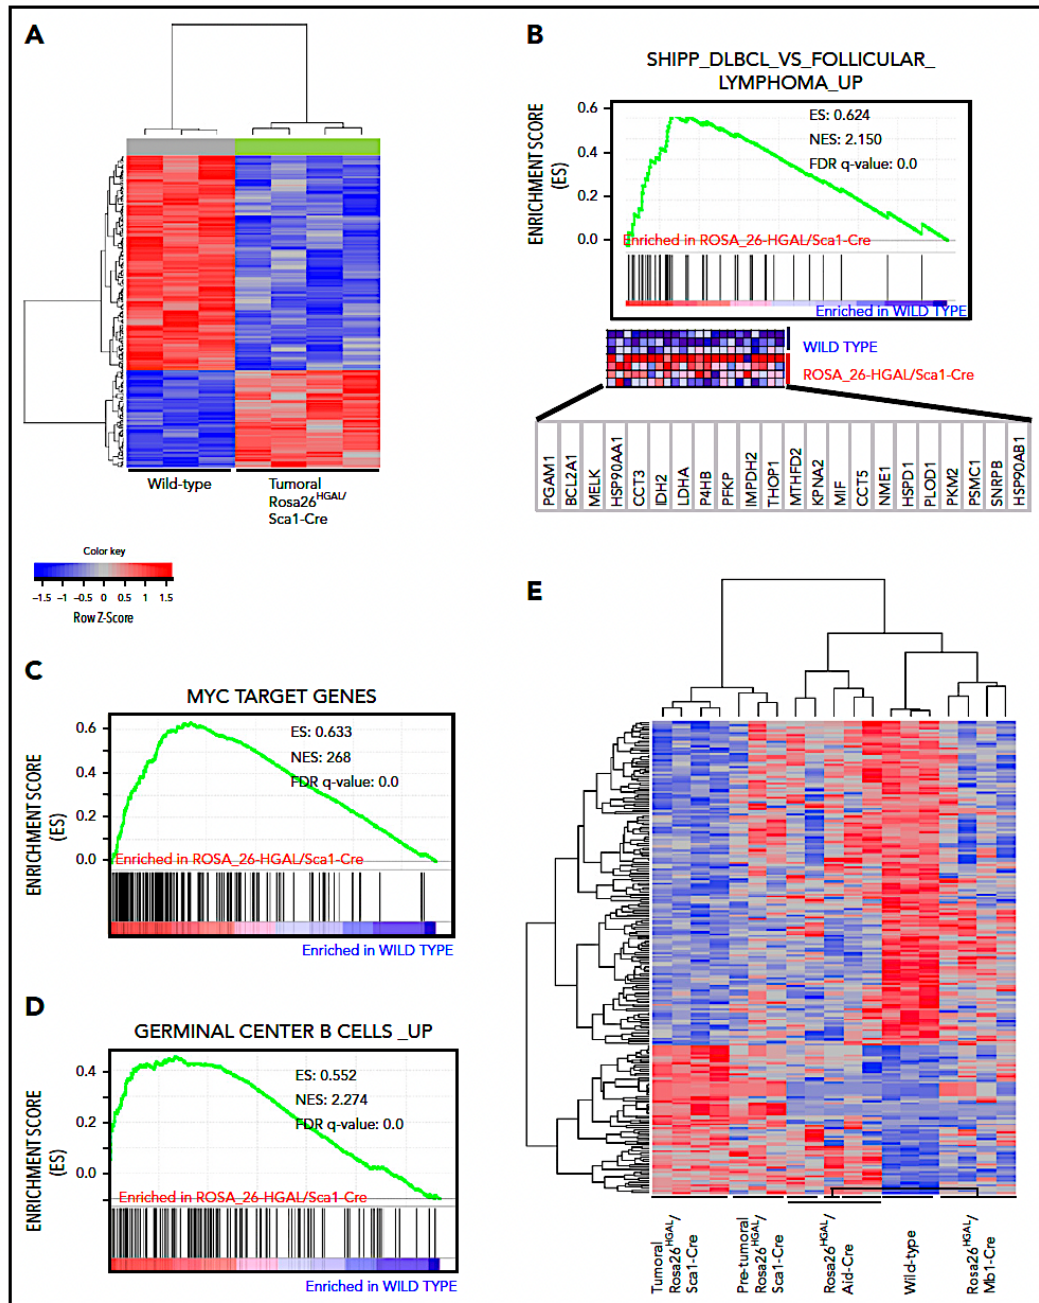 A
Wild-type
Tumoral
Rosa26HGAL/
Sca1-Cre
Color key
−1.5 −1 −0.5 0 0.5 1 1.5
Row Z-Score
B
SHIPP_DLBCL_VS_FOLLICULAR_
LYMPHOMA_UP
ENRICHMENT SCORE
(ES)
0.6
0.4
0.2
0.0
ES: 0.624
NES: 2.150
FDR q-value: 0.0
Enriched in ROSA_26-HGAL/Sca1-Cre
Enriched in WILD TYPE
WILD TYPE
ROSA_26-HGAL/Sca1-Cre
PGAM1
BCL2A1
MELK
HSP90AA1
CCT3
IDH2
LDHA
P4HB
PFKP
IMPDH2
THOP1
MTHFD2
KPNA2
MIF
CCT5
NME1
HSPD1
PLOD1
PKM2
PSMC1
SNRPB
HSP90AB1
C
MYC TARGET GENES
ENRICHMENT SCORE
(ES)
0.6
0.4
0.2
0.0
ES: 0.633
NES: 268
FDR q-value: 0.0
Enriched in ROSA_26-HGAL/Sca1-Cre
Enriched in WILD TYPE
D
GERMINAL CENTER B CELLS _UP
ENRICHMENT SCORE
(ES)
0.4
0.2
0.0
ES: 0.552
NES: 2.274
FDR q-value: 0.0
Enriched in ROSA_26-HGAL/Sca1-Cre
Enriched in WILD TYPE
E
Tumoral
Rosa26HGAL/
Sca1-Cre
Pre-tumoral
Rosa26HGAL/
Sca1-Cre
Rosa26HGAL/
Aid-Cre
Wild-type
Rosa26HGAL/
Mb1-Cre